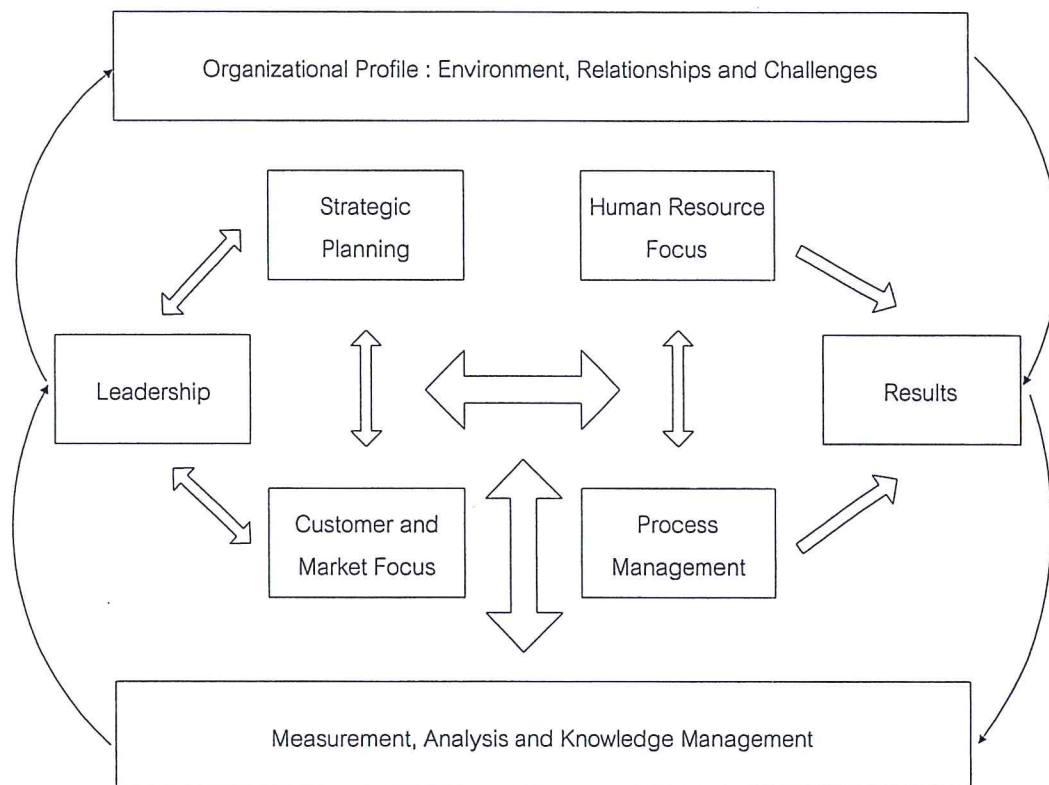 Organizational Profile : Environment, Relationships and Challenges
Strategic
Planning
Human Resource
Focus
Leadership
Results
Customer and
Market Focus
Process
Management
Measurement, Analysis and Knowledge Management